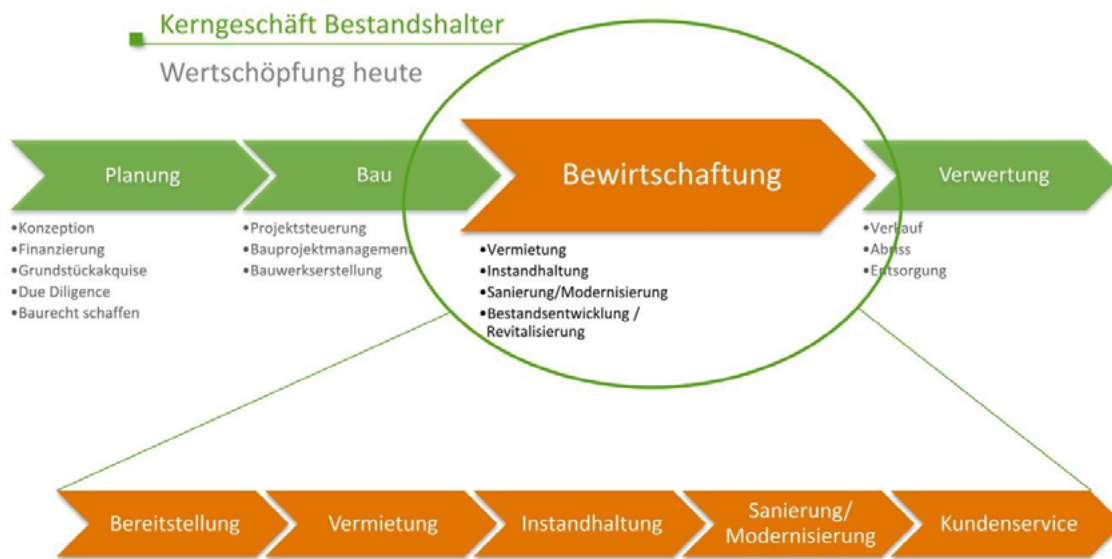 Kerngeschäft Bestandshalter
Wertschöpfung heute
Planung
•Konzeption
•Finanzierung
•Grundstückakquise
•Due Diligence
•Baurecht schaffen
Bau
•Projektsteuerung
•Bauprojektmanagement
•Bauwerkserstellung
Bewirtschaftung
•Vermietung
•Instandhaltung
•Sanierung/Modernisierung
•Bestandsentwicklung /
Revitalisierung
Verwertung
•Verkauf
•Abriss
•Entsorgung
Bereitstellung
Vermietung
Instandhaltung
Sanierung/
Modernisierung
Kundenservice